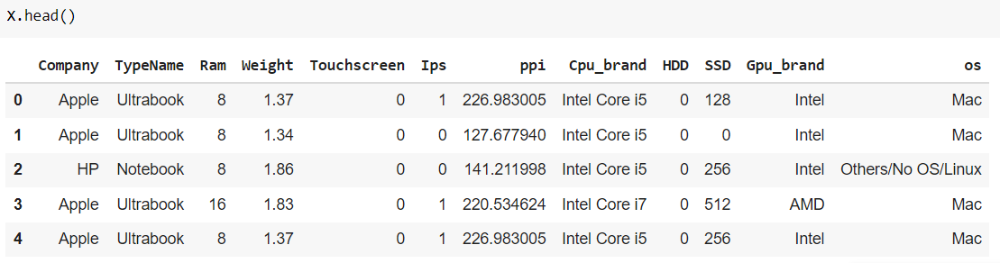 X.head()
Company TypeName Ram Weight Touchscreen Ips ppi Cpu_brand HDD SSD Gpu_brand os
0 Apple Ultrabook 8 1.37 0 1 226.983005 Intel Core i5 0 128 Intel Mac
1 Apple Ultrabook 8 1.34 0 0 127.677940 Intel Core i5 0 0 Intel Mac
2 HP Notebook 8 1.86 0 0 141.211998 Intel Core i5 0 256 Intel Others/No OS/Linux
3 Apple Ultrabook 16 1.83 0 1 220.534624 Intel Core i7 0 512 AMD Mac
4 Apple Ultrabook 8 1.37 0 1 226.983005 Intel Core i5 0 256 Intel Mac